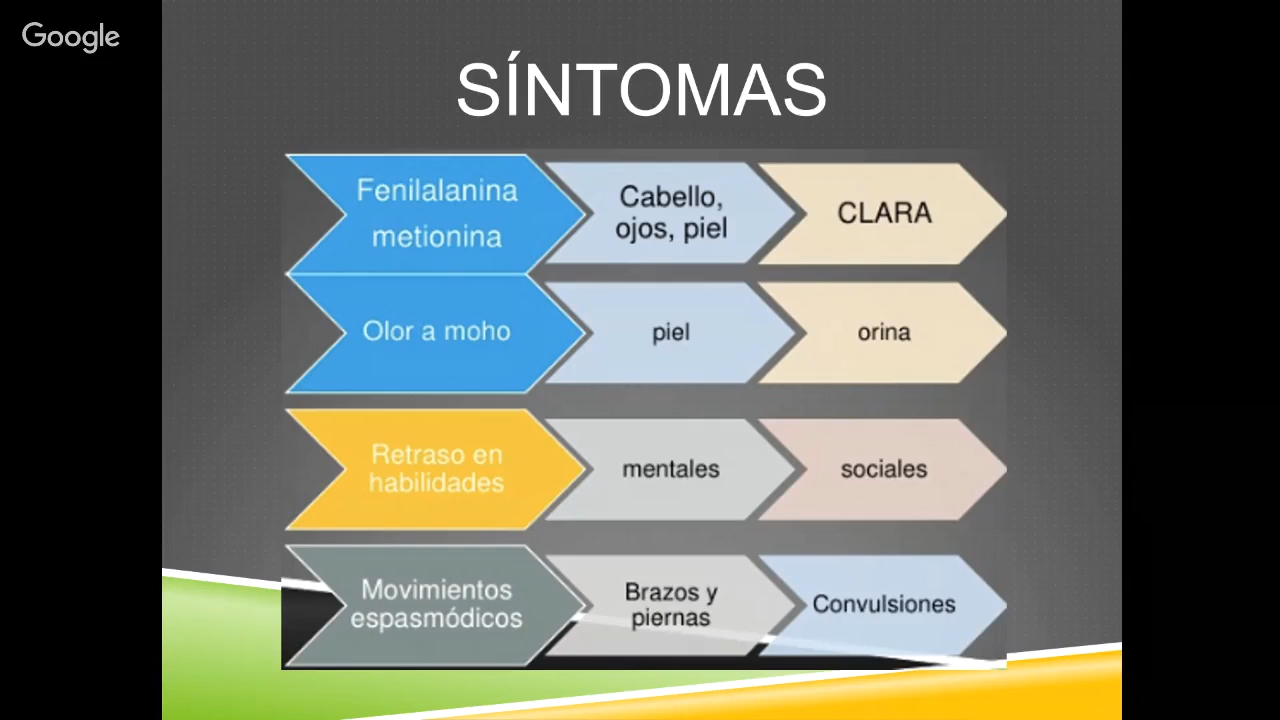 Google
SÍNTOMAS
Fenilalanina
metionina
Cabello,
ojos, piel
CLARA
Olor a moho
piel
orina
Retraso en
habilidades
mentales
sociales
Movimientos
espasmódicos
Brazos y
piernas
Convulsiones